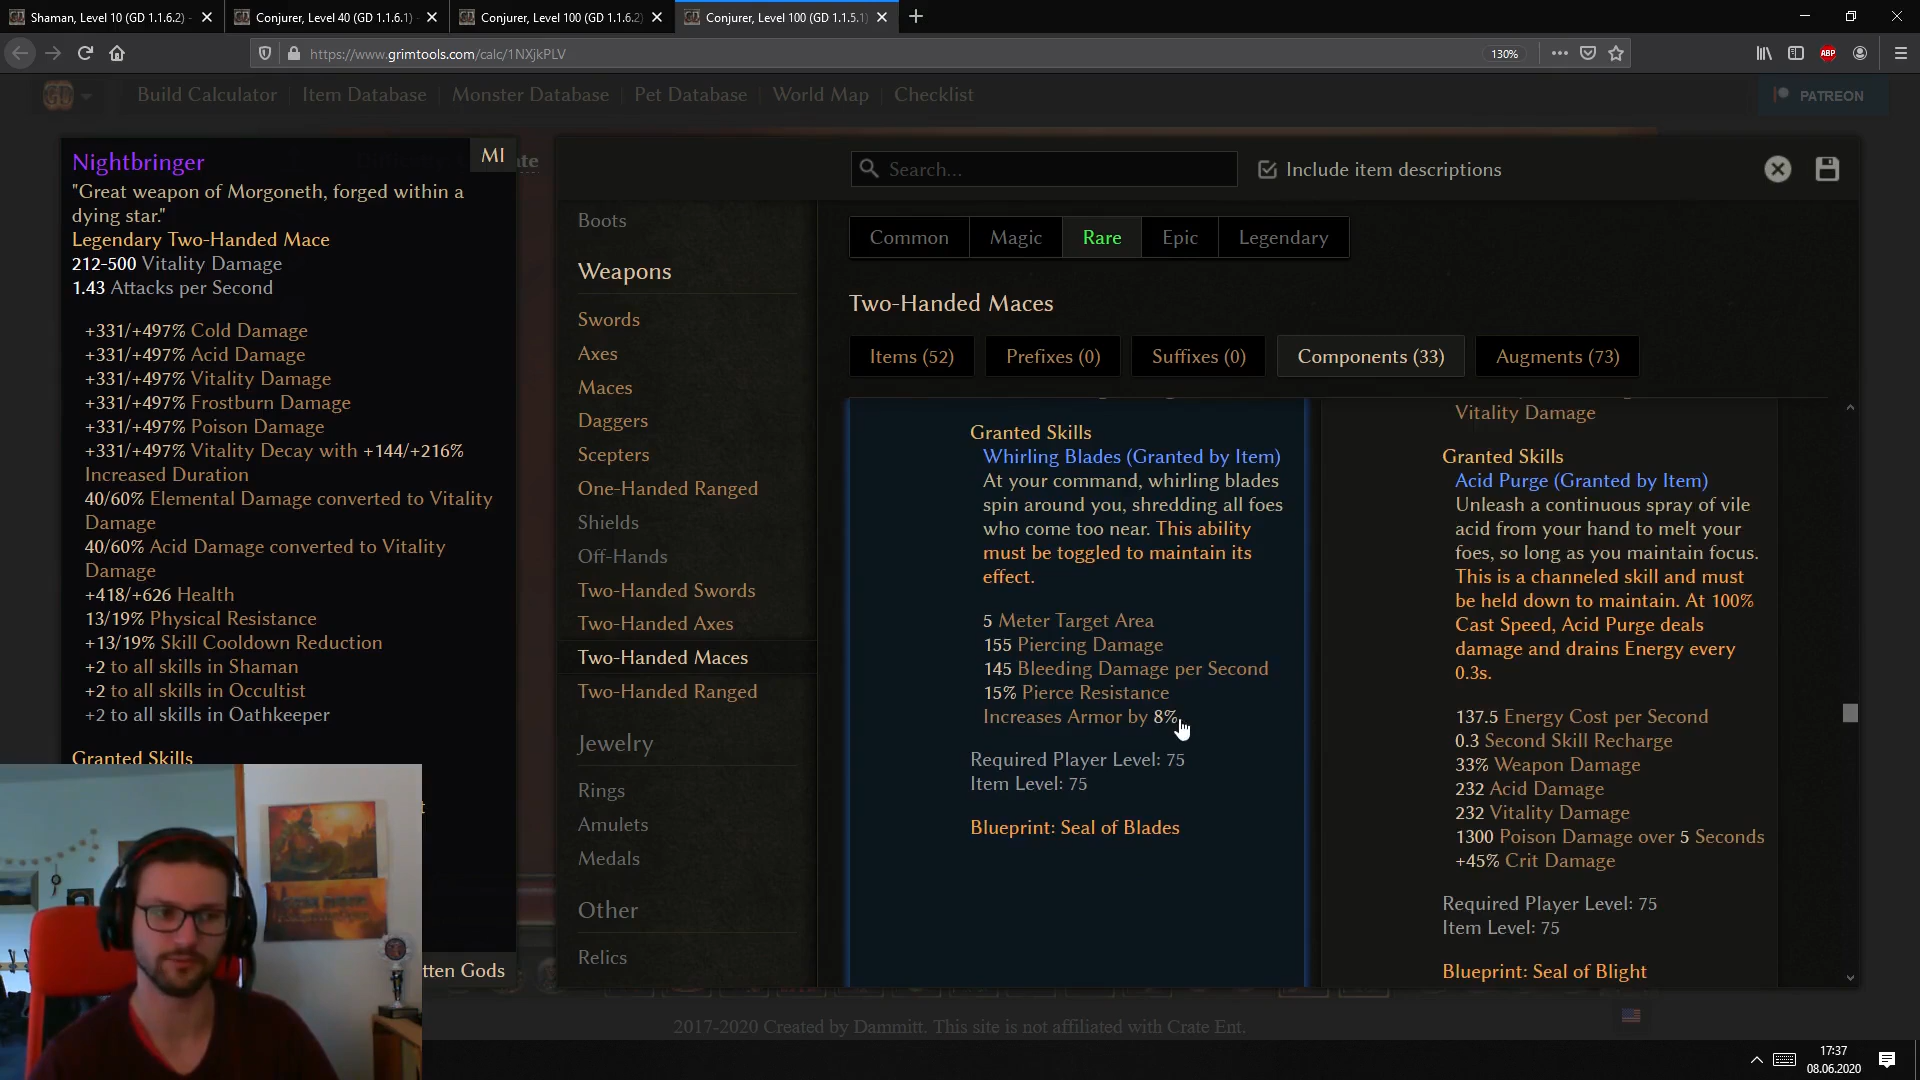 Shaman, Level 10 (GD 1.1.6.2) -
Conjurer, Level 40 (GD 1.1.6.1) -
Conjurer, Level 100 (GD 1.1.6.2)
Conjurer, Level 100 (GD 1.1.5.1)
https://www.grimtools.com/calc/1NXjkPLV
130%
ABP
GD
Build Calculator
Item Database
Monster Database
Pet Database
World Map
Checklist
PATREON
Nightbringer
MI
"Great weapon of Morgoneth, forged within a
dying star."
Legendary Two-Handed Mace
212-500 Vitality Damage
1.43 Attacks per Second
+331/+497% Cold Damage
+331/+497% Acid Damage
+331/+497% Vitality Damage
+331/+497% Frostburn Damage
+331/+497% Poison Damage
+331/+497% Vitality Decay with +144/+216%
Increased Duration
40/60% Elemental Damage converted to Vitality
Damage
40/60% Acid Damage converted to Vitality
Damage
+418/+626 Health
13/19% Physical Resistance
+13/19% Skill Cooldown Reduction
+2 to all skills in Shaman
+2 to all skills in Occultist
+2 to all skills in Oathkeeper
Granted Skills
tten Gods
Search...
Include item descriptions
Boots
Weapons
Swords
Axes
Maces
Daggers
Scepters
One-Handed Ranged
Shields
Off-Hands
Two-Handed Swords
Two-Handed Axes
Two-Handed Maces
Two-Handed Ranged
Jewelry
Rings
Amulets
Medals
Other
Relics
Common
Magic
Rare
Epic
Legendary
Two-Handed Maces
Items (52)
Prefixes (0)
Suffixes (0)
Components (33)
Augments (73)
Granted Skills
Whirling Blades (Granted by Item)
At your command, whirling blades
spin around you, shredding all foes
who come too near. This ability
must be toggled to maintain its
effect.
5 Meter Target Area
155 Piercing Damage
145 Bleeding Damage per Second
15% Pierce Resistance
Increases Armor by 8%
Required Player Level: 75
Item Level: 75
Blueprint: Seal of Blades
Vitality Damage
Granted Skills
Acid Purge (Granted by Item)
Unleash a continuous spray of vile
acid from your hand to melt your
foes, so long as you maintain focus.
This is a channeled skill and must
be held down to maintain. At 100%
Cast Speed, Acid Purge deals
damage and drains Energy every
0.3s.
137.5 Energy Cost per Second
0.3 Second Skill Recharge
33% Weapon Damage
232 Acid Damage
232 Vitality Damage
1300 Poison Damage over 5 Seconds
+45% Crit Damage
Required Player Level: 75
Item Level: 75
Blueprint: Seal of Blight
2017-2020 Created by Dammitt. This site is not affiliated with Crate Ent.
17:37
08.06.2020